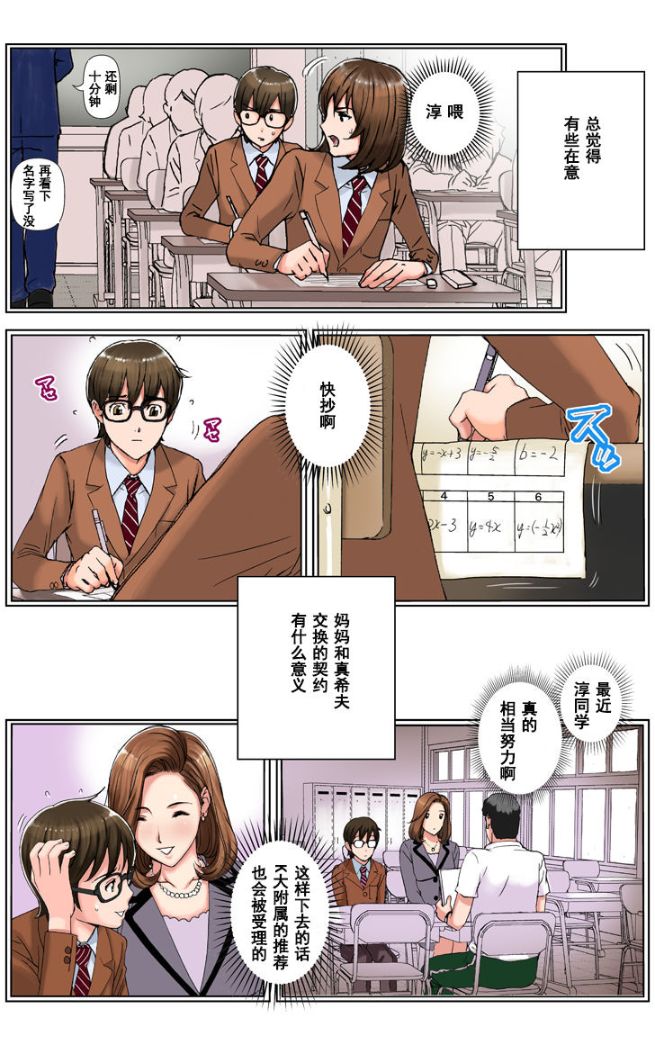 总觉得
有些在意
淳 喂
还剩
十分钟
再看下
名字写了没
快抄啊
y=-x+3 y=-5/2 b=-2
4 5 6
2x-3 y=4x y=(-½x²)
妈妈和真希夫
交换的契约
有什么意义
最近
淳同学
真的
相当努力啊
这样下去的话
K大附属的推荐
也会被受理的